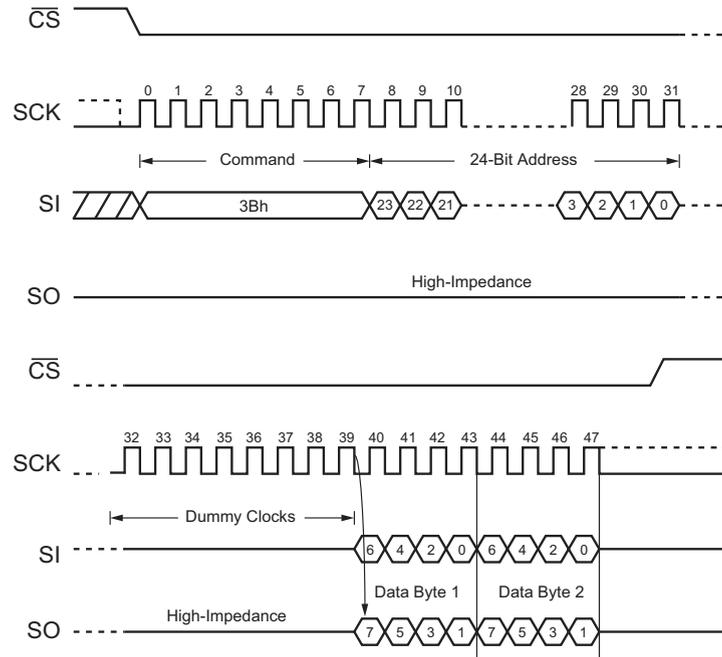 CS
0 1 2 3 4 5 6 7 8 9 10 28 29 30 31
SCK
Command 24-Bit Address
SI 3Bh 23 22 21 3 2 1 0
High-Impedance
SO
CS
32 33 34 35 36 37 38 39 40 41 42 43 44 45 46 47
SCK
Dummy Clocks
SI 6 4 2 0 6 4 2 0
Data Byte 1 Data Byte 2
High-Impedance
SO 7 5 3 1 7 5 3 1